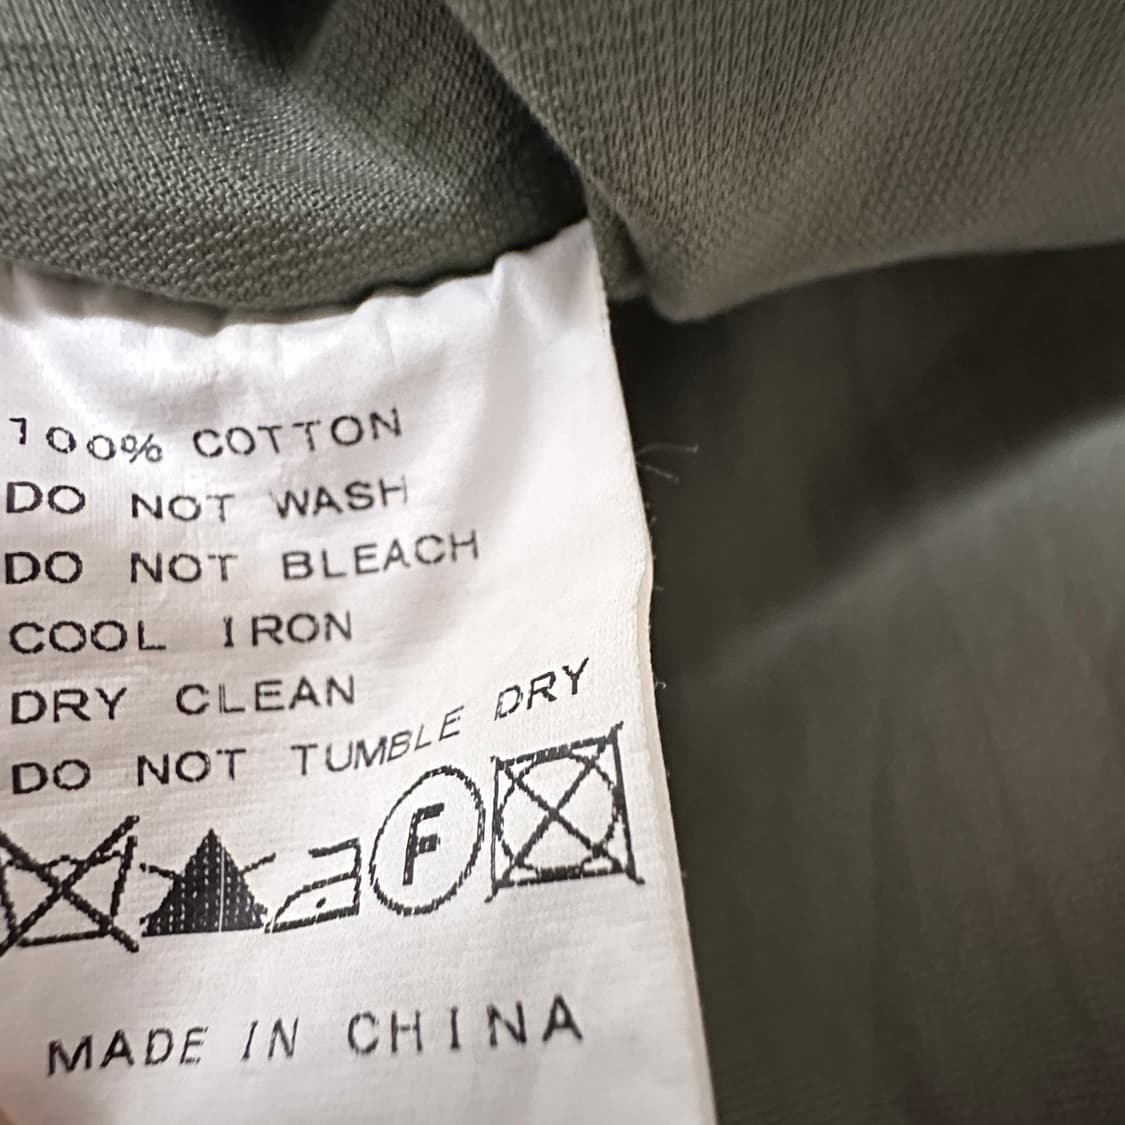 100% COTTON
DO NOT WASH
DO NOT BLEACH
COOL IRON
DRY CLEAN
DO NOT TUMBLE DRY
F
MADE IN CHINA